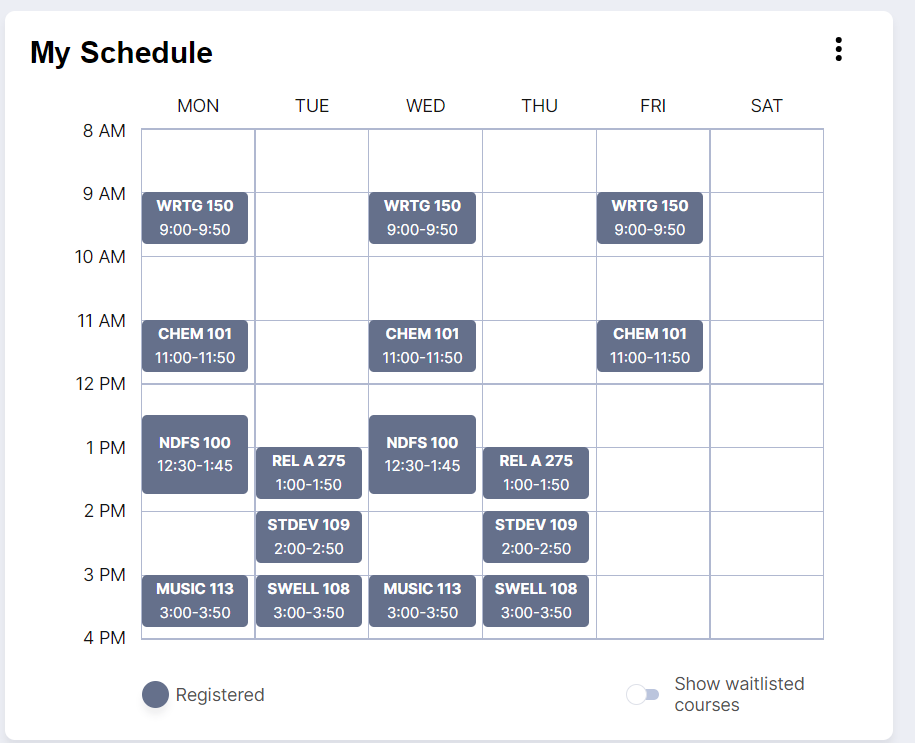 My Schedule
MON TUE WED THU FRI SAT
8 AM
9 AM
WRTG 150 WRTG 150 WRTG 150
9:00-9:50 9:00-9:50 9:00-9:50
10 AM
11 AM
CHEM 101 CHEM 101 CHEM 101
11:00-11:50 11:00-11:50 11:00-11:50
12 PM
NDFS 100 NDFS 100
1 PM
REL A 275 REL A 275
12:30-1:45 12:30-1:45
1:00-1:50 1:00-1:50
2 PM
STDEV 109 STDEV 109
2:00-2:50 2:00-2:50
3 PM
MUSIC 113 SWELL 108 MUSIC 113 SWELL 108
3:00-3:50 3:00-3:50 3:00-3:50 3:00-3:50
4 PM
Registered
Show waitlisted
courses